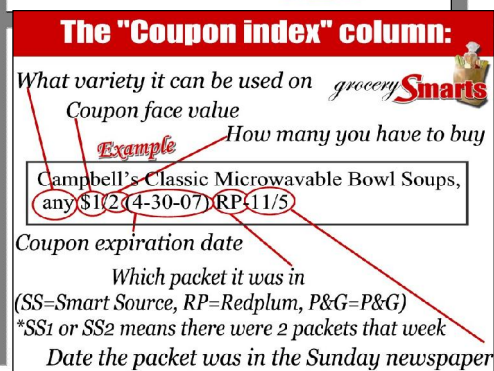 The "Coupon index" column:
What variety it can be used on
grocery Smarts
Coupon face value
How many you have to buy
Example
Campbell's Classic Microwavable Bowl Soups,
any $1/2 (4-30-07) RP-11/5
Coupon expiration date
Which packet it was in
(SS=Smart Source, RP=Redplum, P&G=P&G)
*SS1 or SS2 means there were 2 packets that week
Date the packet was in the Sunday newspaper